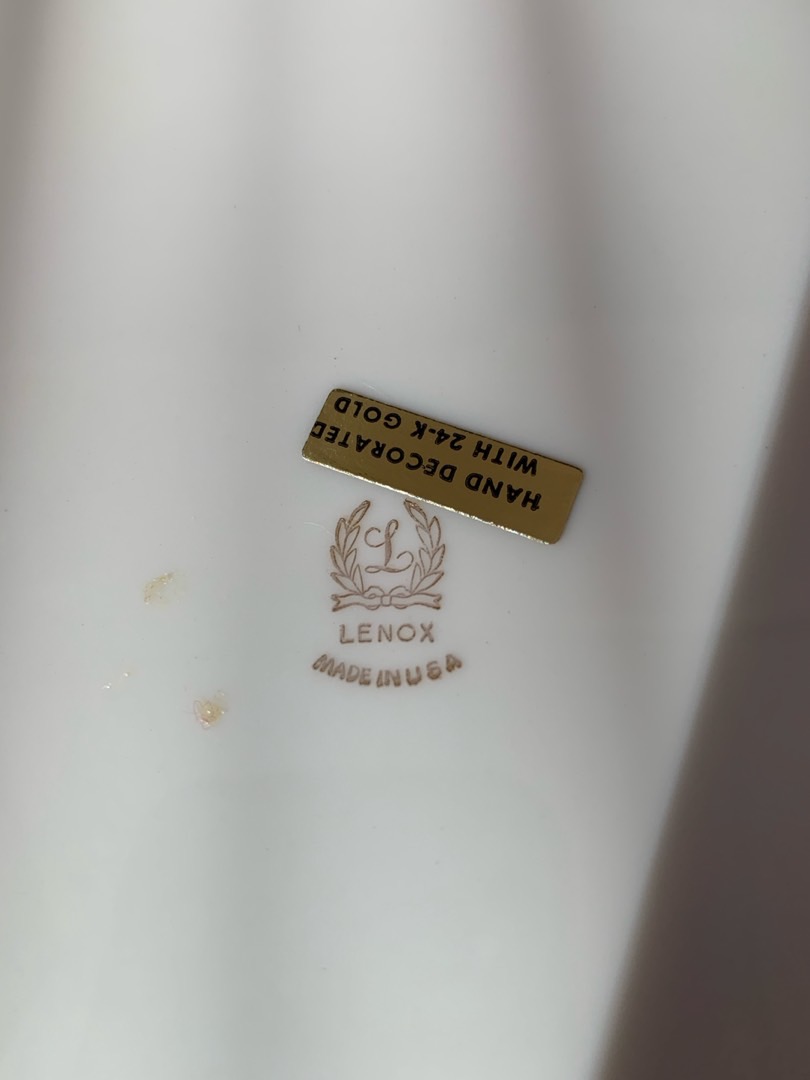 HAND DECORATED
WITH 24-K GOLD
L
LENOX
MADE IN USA